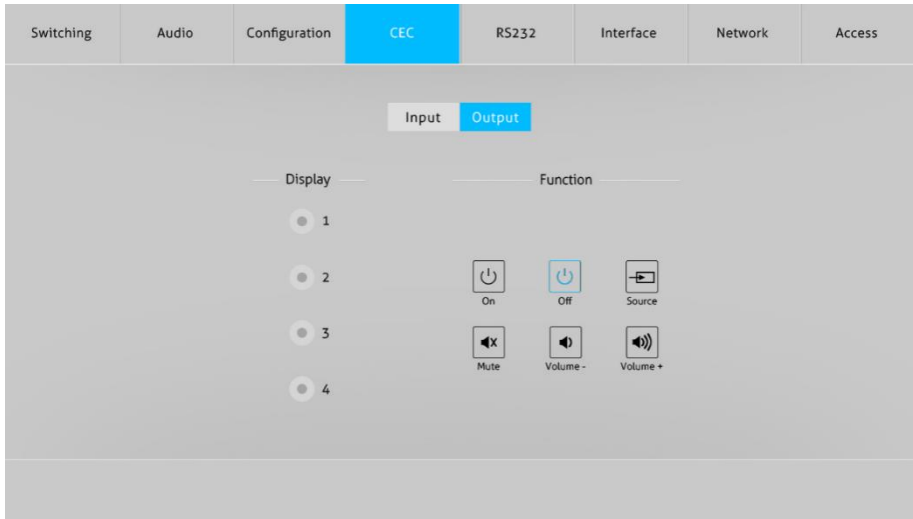 Switching Audio Configuration CEC RS232 Interface Network Access
Input Output
Display Function
1
2
On Off Source
3
Mute Volume - Volume +
4